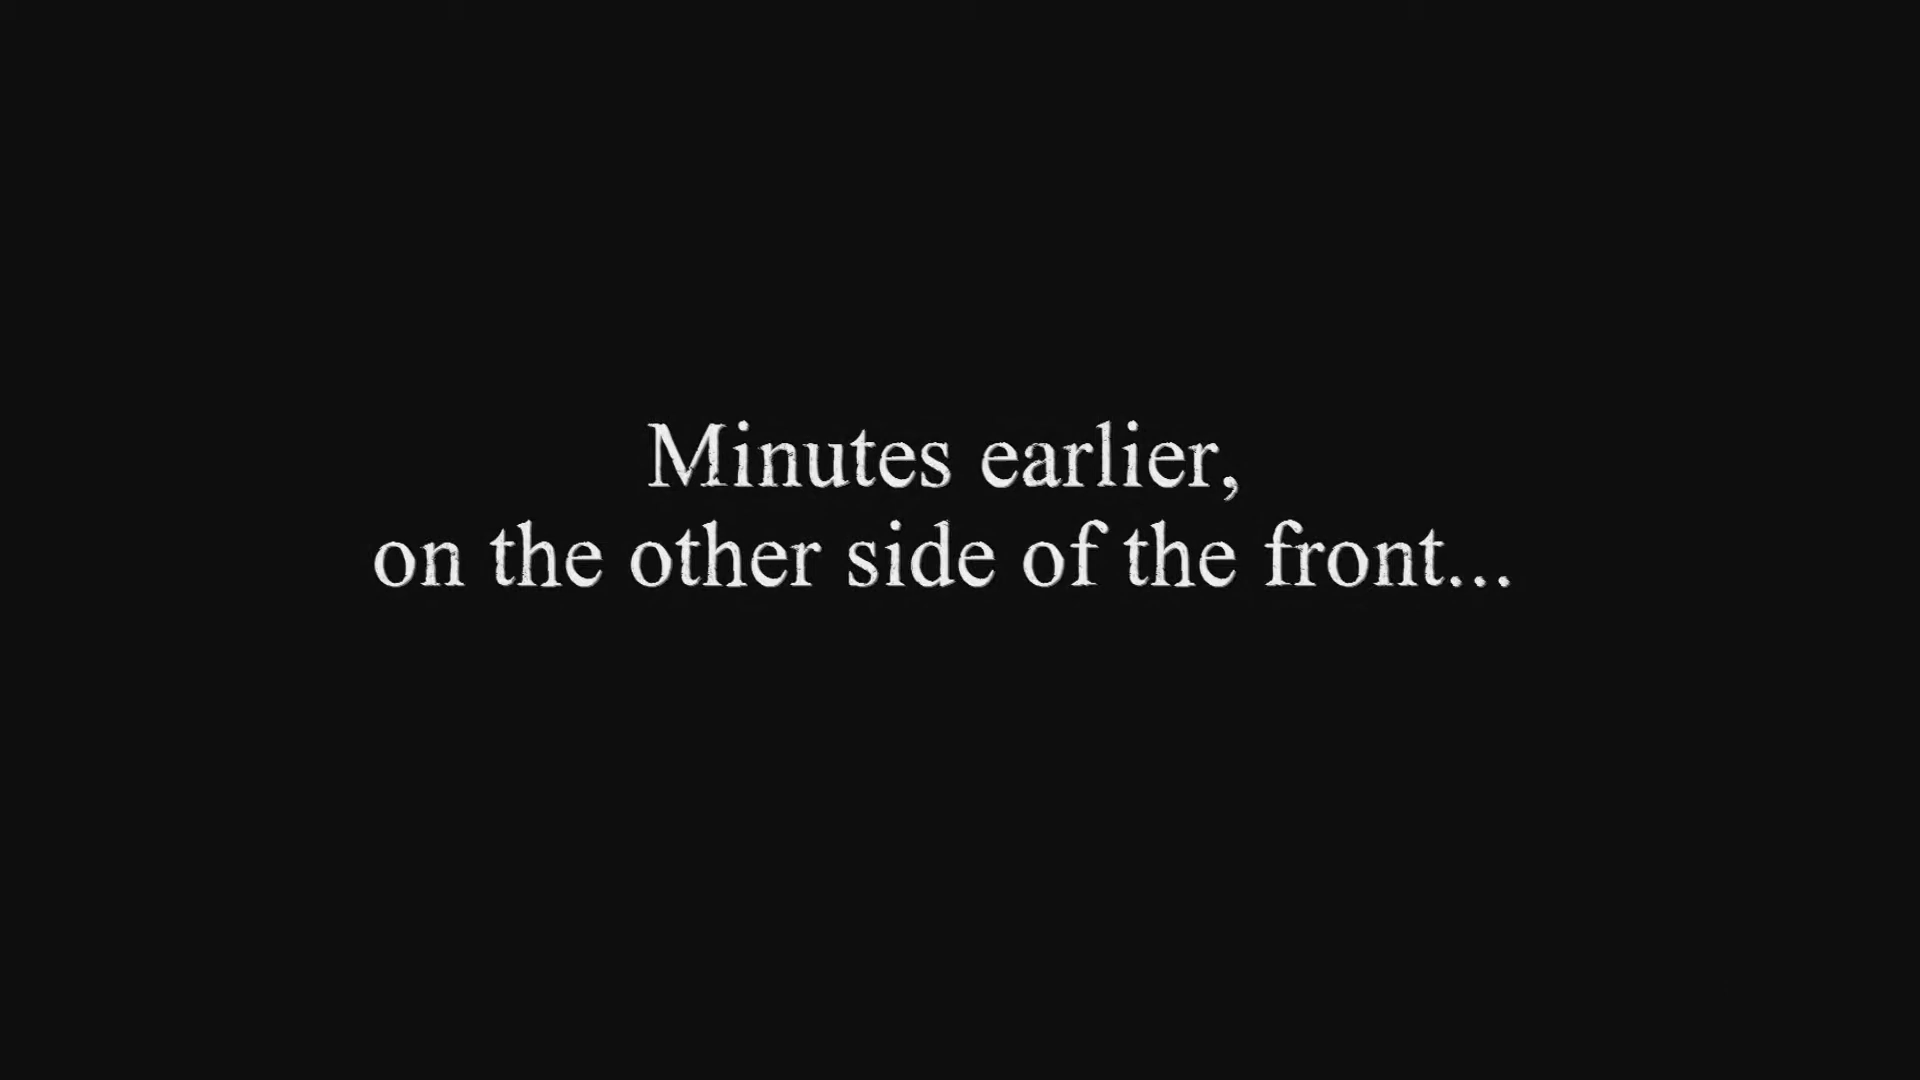 Minutes earlier,
on the other side of the front...